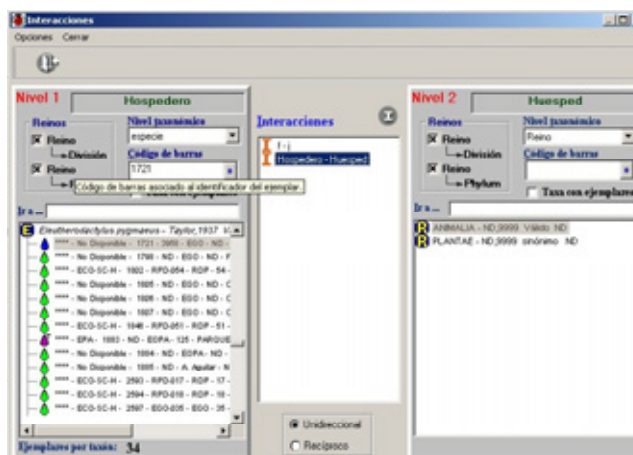 Interacciones
Opciones Cerrar
Nivel 1 Hospedero
Reinos
Reino
División
Reino
Nivel taxonómico
especie
Código de barras
1721
Código de barras asociado al identificador del ejemplar.
Ir a ...
Eleutherodactylus pygmaeus - Taylor, 1937 V
**** - No Disponible - 1721 - 3958 - EGO - ND -
**** - No Disponible - 1798 - ND - EGO - ND - F
**** - ECO-SC-H - 1802 - RPD-054 - RDP - 54 -
**** - No Disponible - 1805 - ND - EGO - ND - C
**** - No Disponible - 1806 - ND - EGO - ND - C
**** - No Disponible - 1807 - ND - EGO - ND - C
**** - ECO-SC-H - 1846 - RPD-051 - RDP - 51 -
**** - EPA - 1883 - ND - EDPA - 125 - PARQUE
**** - No Disponible - 1884 - ND - EDPA - ND -
**** - No Disponible - 1885 - ND - A. Aguilar - N
**** - ECO-SC-H - 2593 - RPD-017 - RDP - 17 -
**** - ECO-SC-H - 2594 - RPD-018 - RDP - 18 -
**** - ECO-SC-H - 2597 - EGO-035 - EGO - 35 -
Ejemplares por taxón: 34
Interacciones
f - j
Hospedero - Huesped
Unidireccional
Recíproco
Nivel 2 Huesped
Reinos
Reino
División
Reino
Phylum
Nivel taxonómico
Reino
Código de barras
Taxa con ejemplares
Ir a ...
ANIMALIA - ND,9999 Válido ND
PLANTAE - ND,9999 sinónimo ND